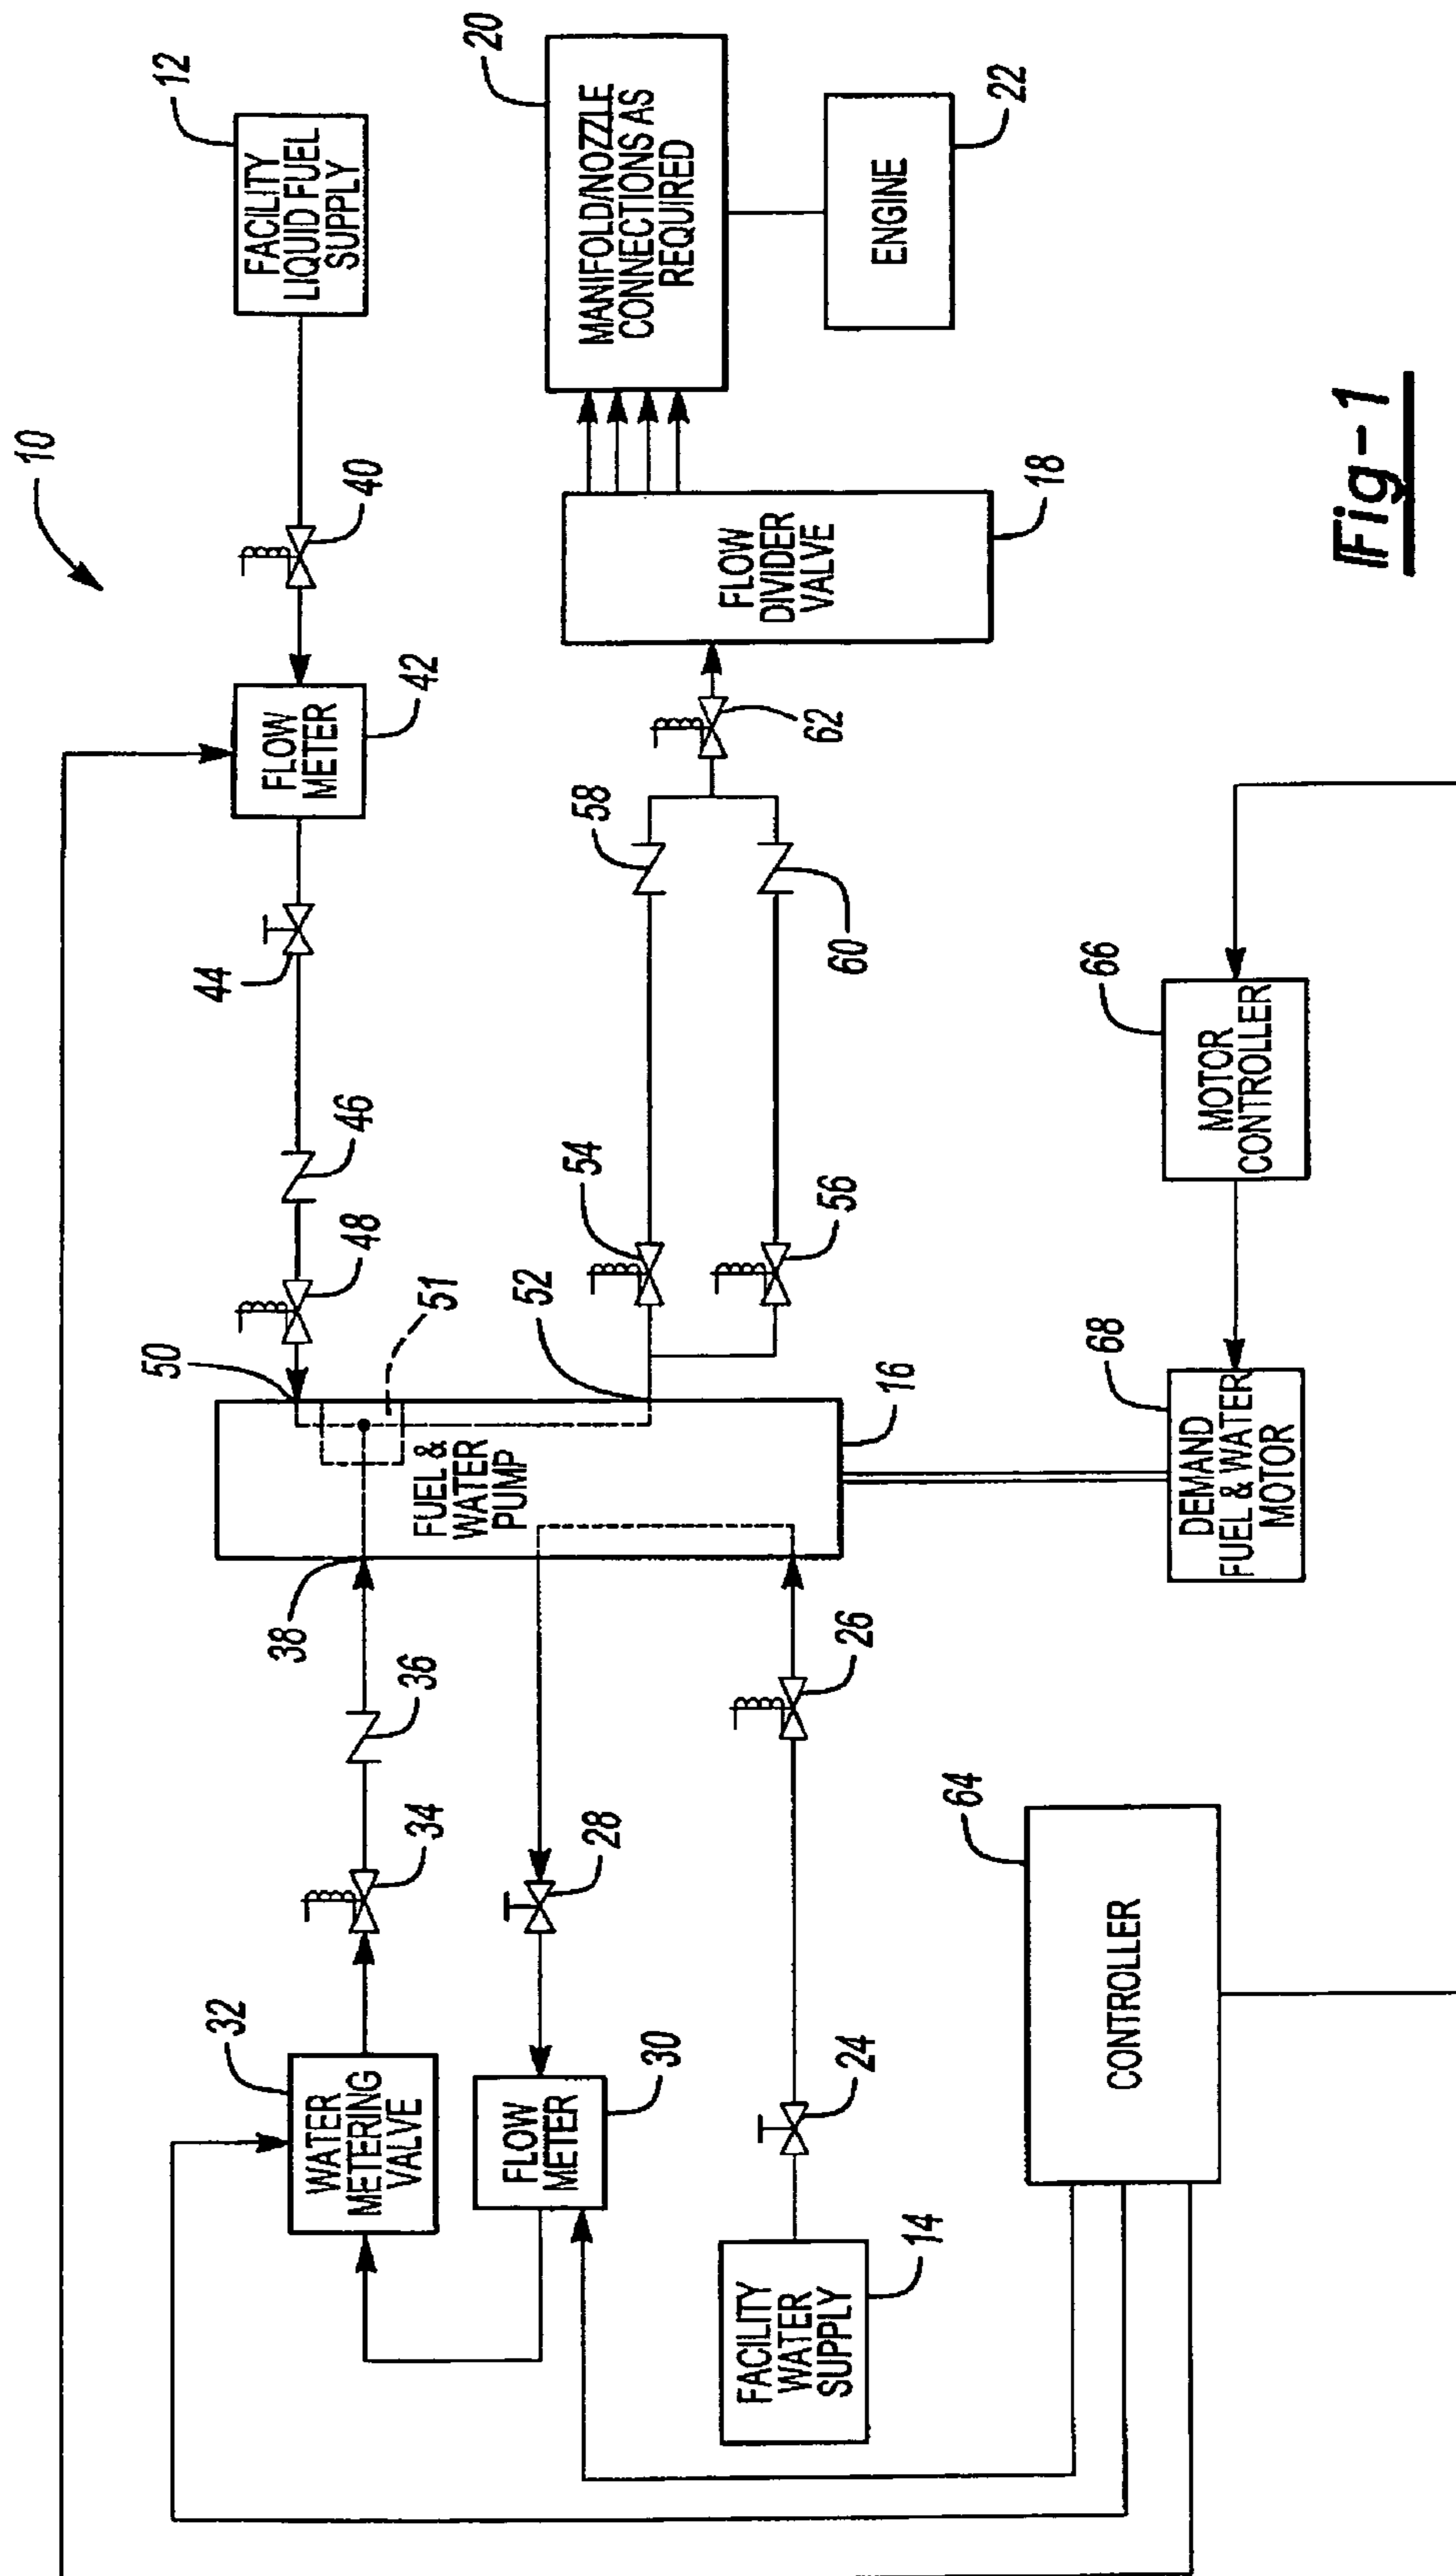 10
12
FACILITY
LIQUID FUEL
SUPPLY
40
FLOW
METER
42
44
46
48
50
51
20
MANIFOLD/NOZZLE
CONNECTIONS AS
REQUIRED
ENGINE
22
FLOW
DIVIDER
VALVE
18
62
58
60
54
56
52
FUEL &
WATER
PUMP
16
38
36
34
32
WATER
METERING
VALVE
28
FLOW
METER
30
26
24
FACILITY
WATER
SUPPLY
14
64
CONTROLLER
66
MOTOR
CONTROLLER
68
DEMAND
FUEL & WATER
MOTOR
Fig-1